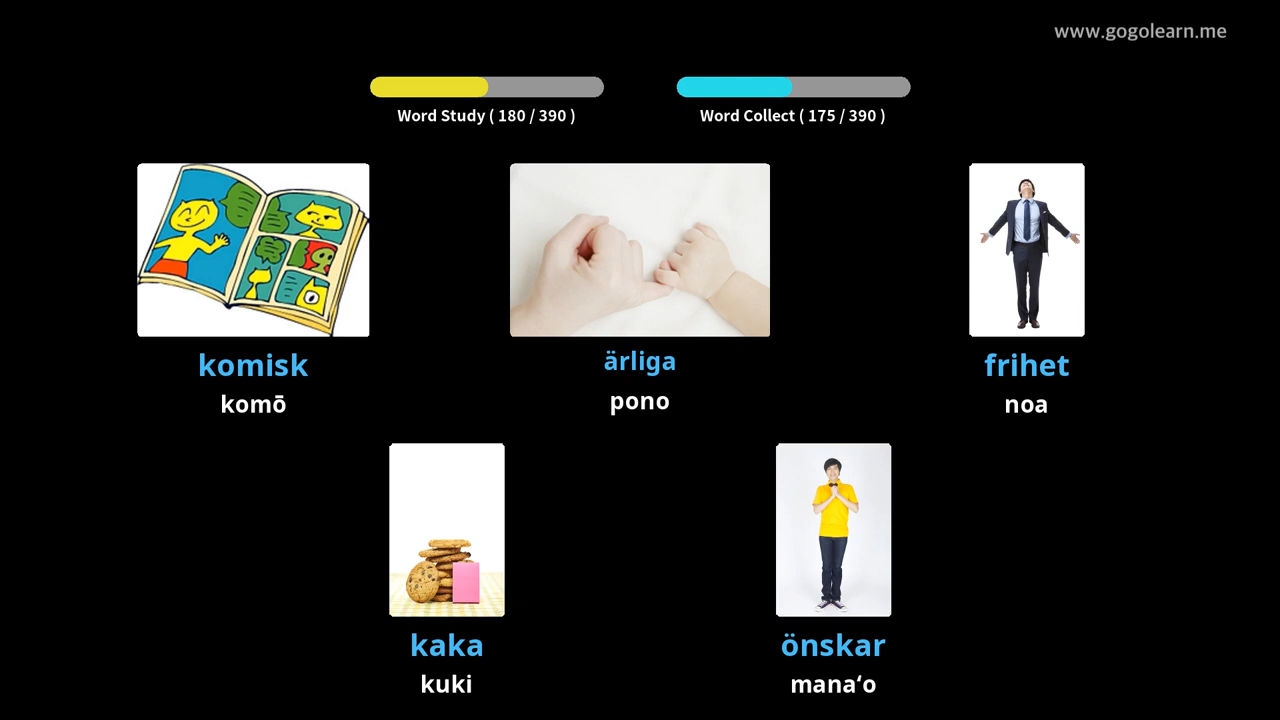 www.gogolearn.me
Word Study ( 180 / 390 )
Word Collect ( 175 / 390 )
komisk
komō
ärliga
pono
frihet
noa
kaka
kuki
önskar
manaʻo